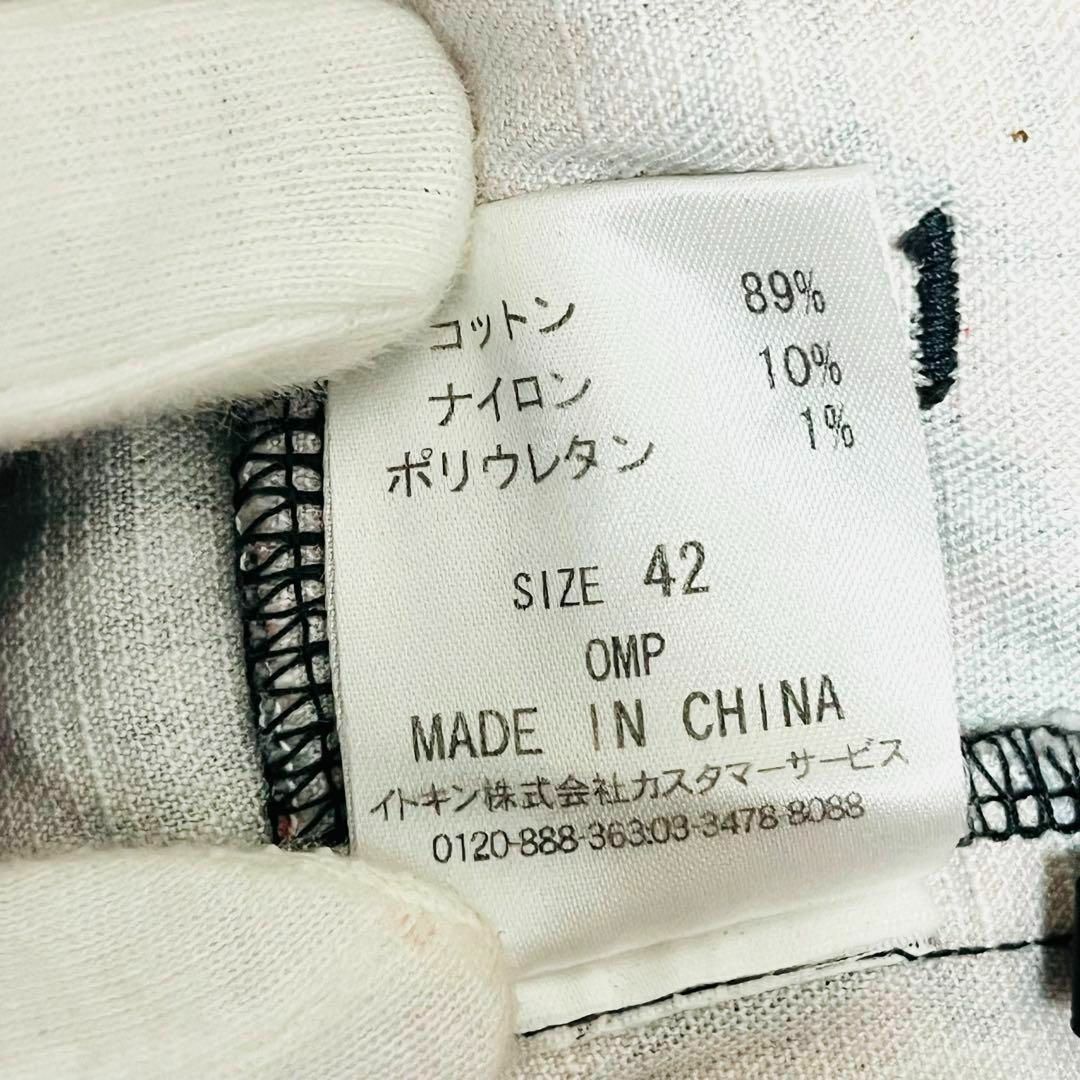 コットン 89%
ナイロン 10%
ポリウレタン 1%
SIZE 42
OMP
MADE IN CHINA
イトキン株式会社カスタマーサービス
0120-888-363.03-3478-8088